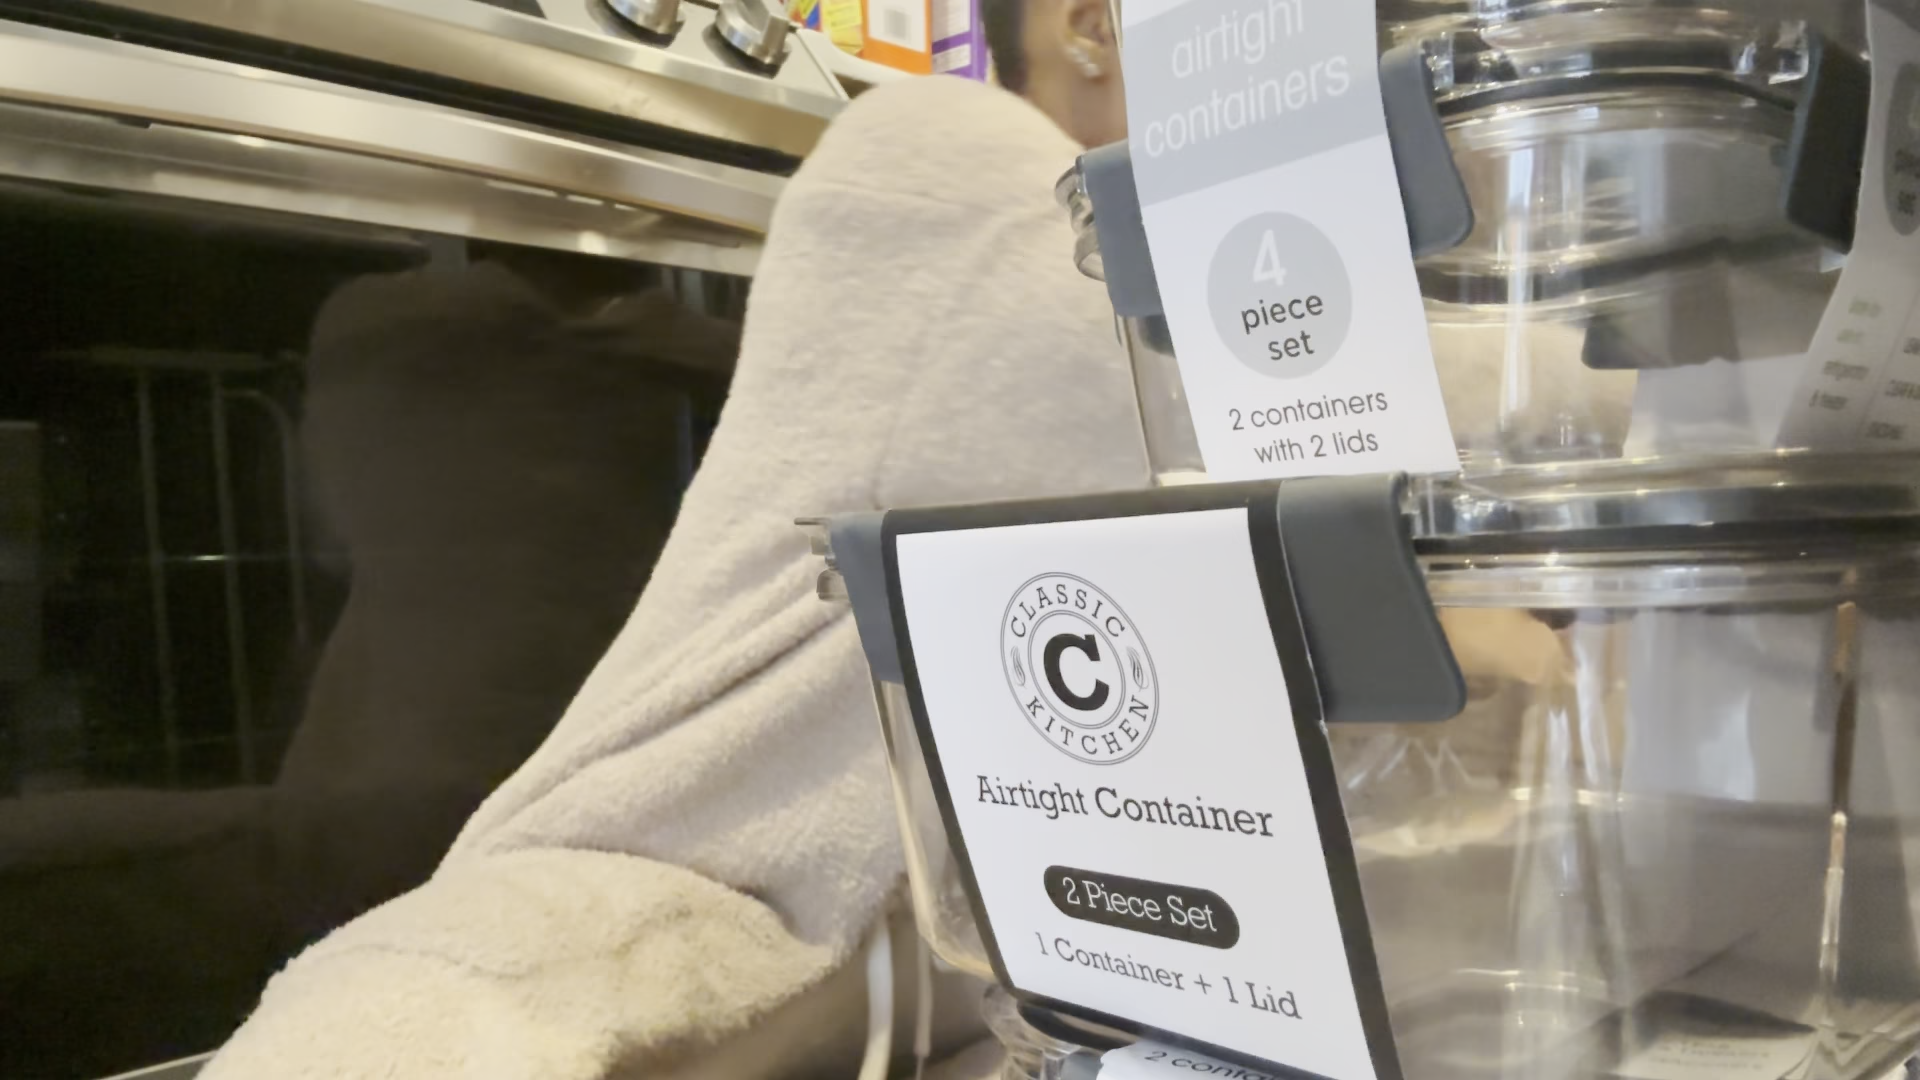 airtight
containers
4
piece
set
2 containers
with 2 lids
CLASSIC
C
KITCHEN
Airtight Container
2 Piece Set
1 Container + 1 Lid